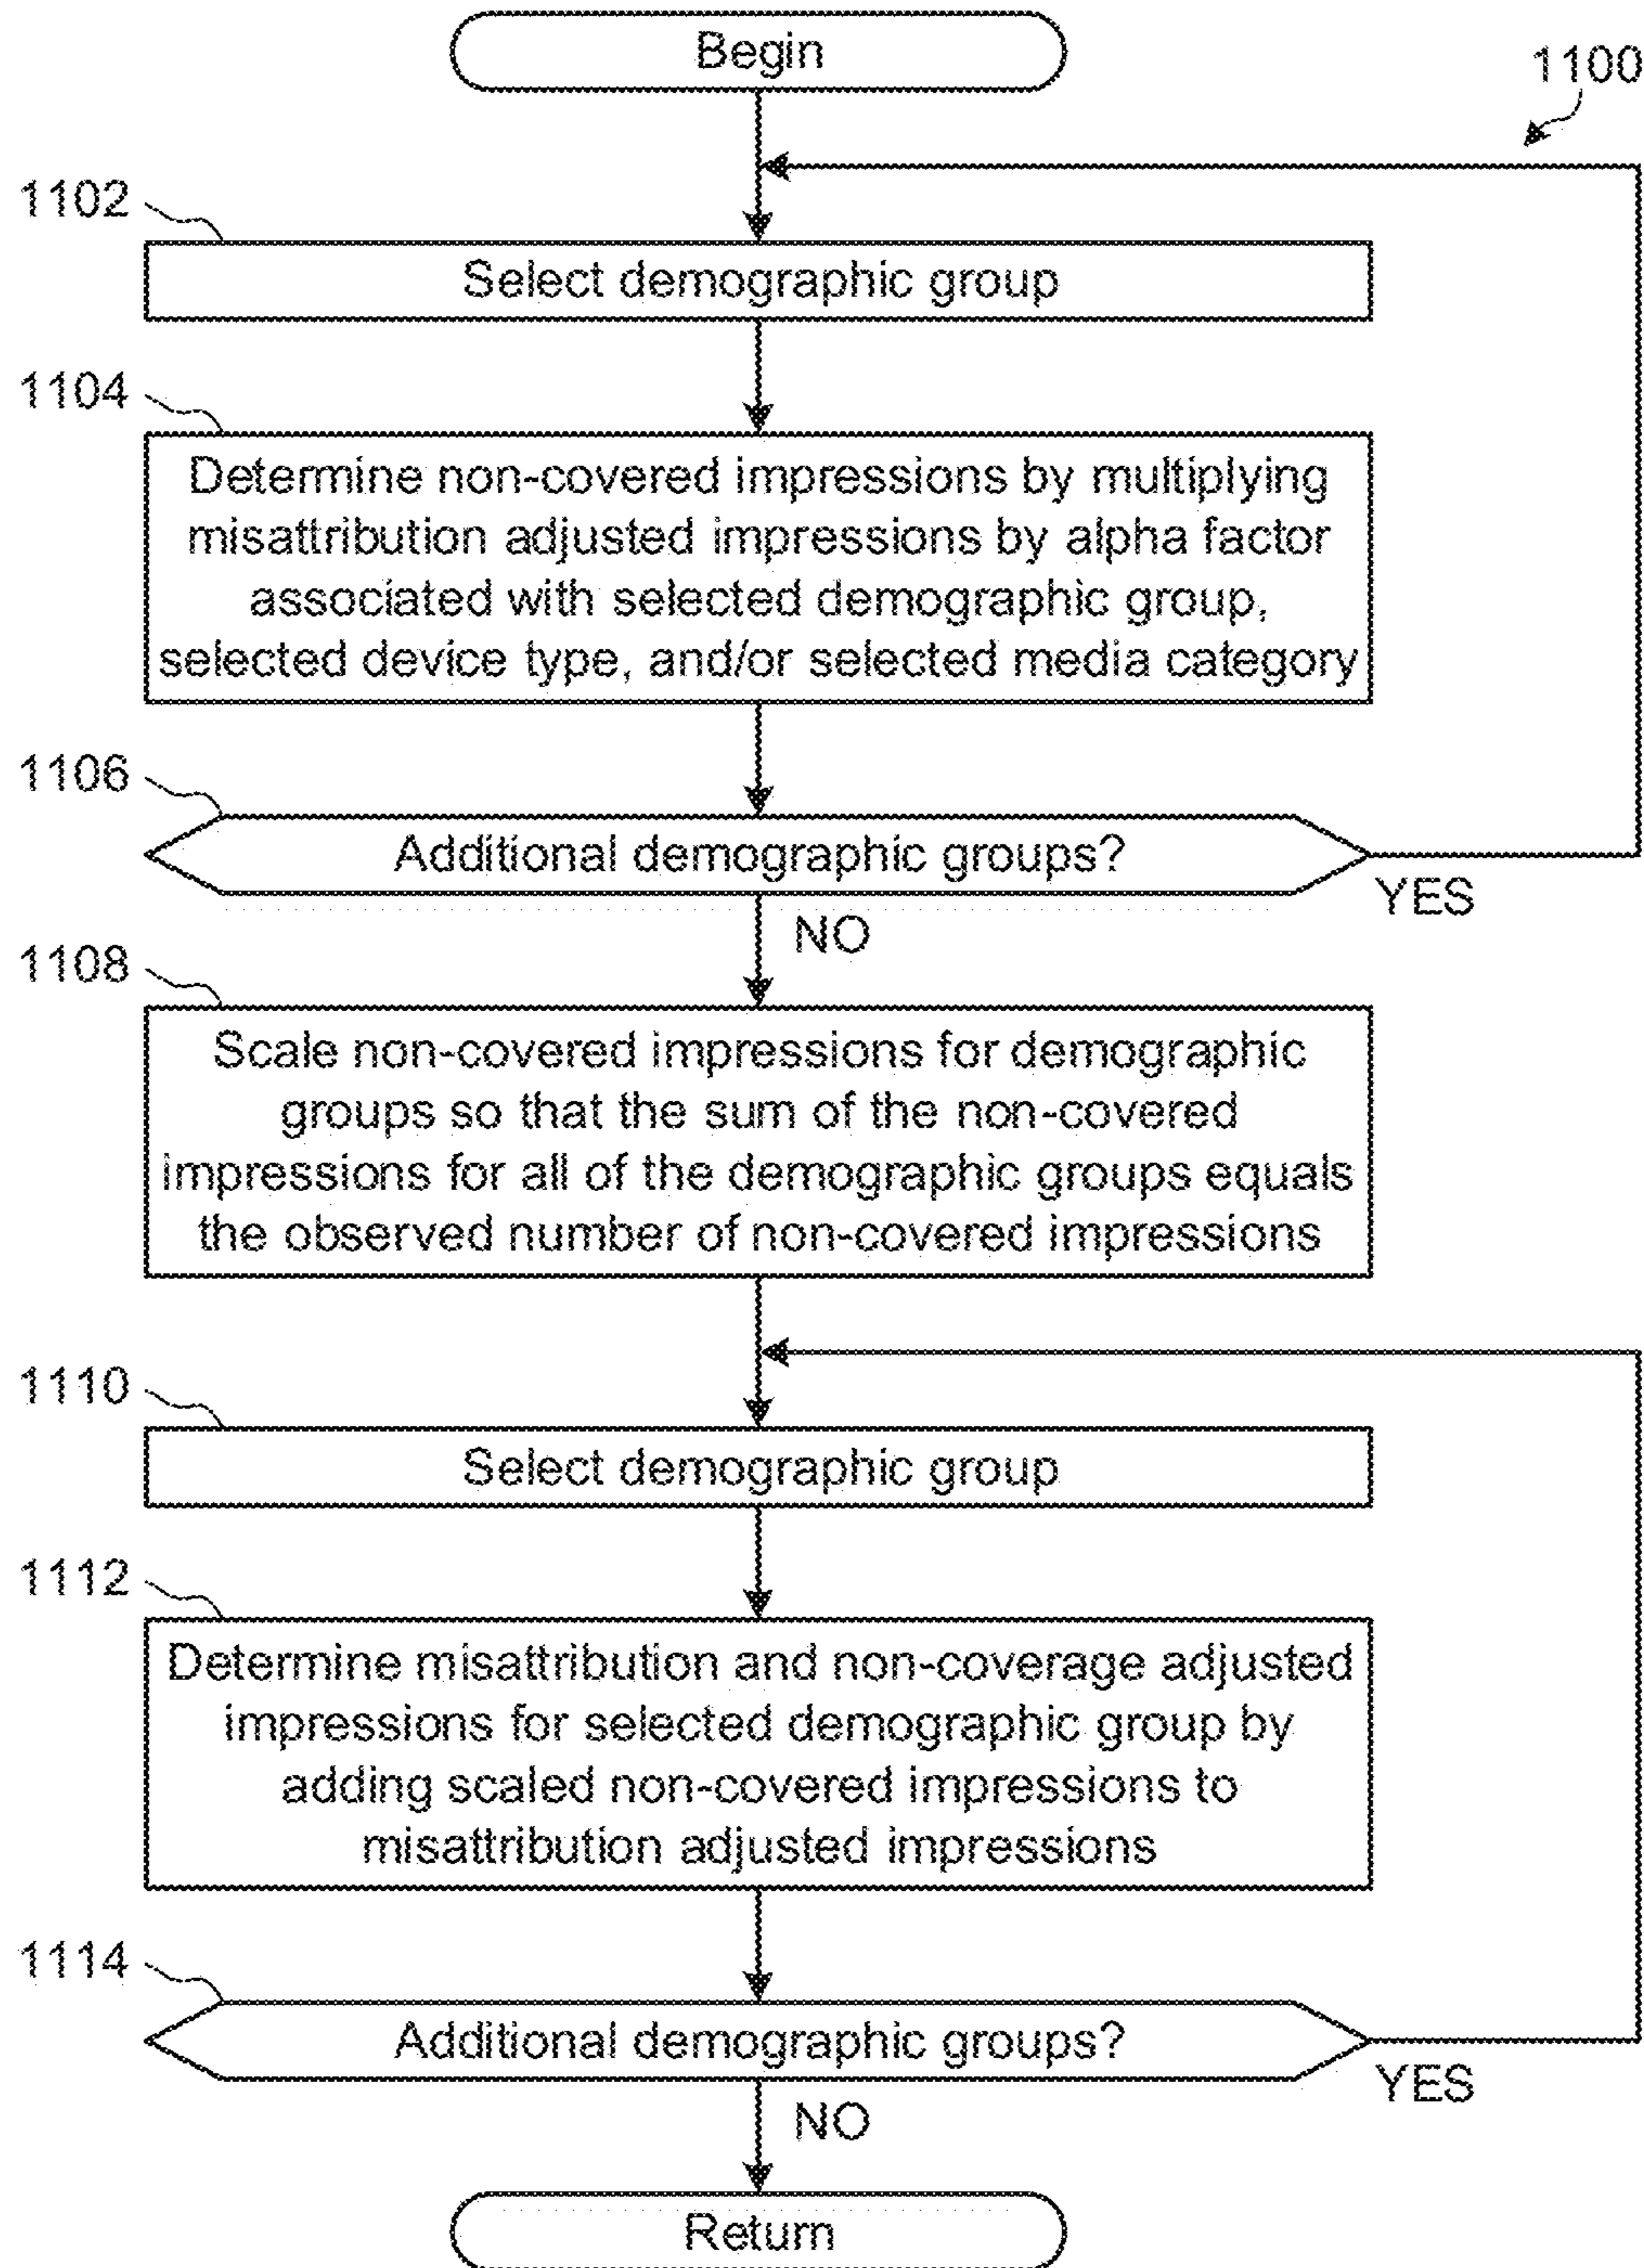 Begin
1100
1102
Select demographic group
1104
Determine non-covered impressions by multiplying
misattribution adjusted impressions by alpha factor
associated with selected demographic group,
selected device type, and/or selected media category
1106
Additional demographic groups?
YES
NO
1108
Scale non-covered impressions for demographic
groups so that the sum of the non-covered
impressions for all of the demographic groups equals
the observed number of non-covered impressions
1110
Select demographic group
1112
Determine misattribution and non-coverage adjusted
impressions for selected demographic group by
adding scaled non-covered impressions to
misattribution adjusted impressions
1114
Additional demographic groups?
YES
NO
Return